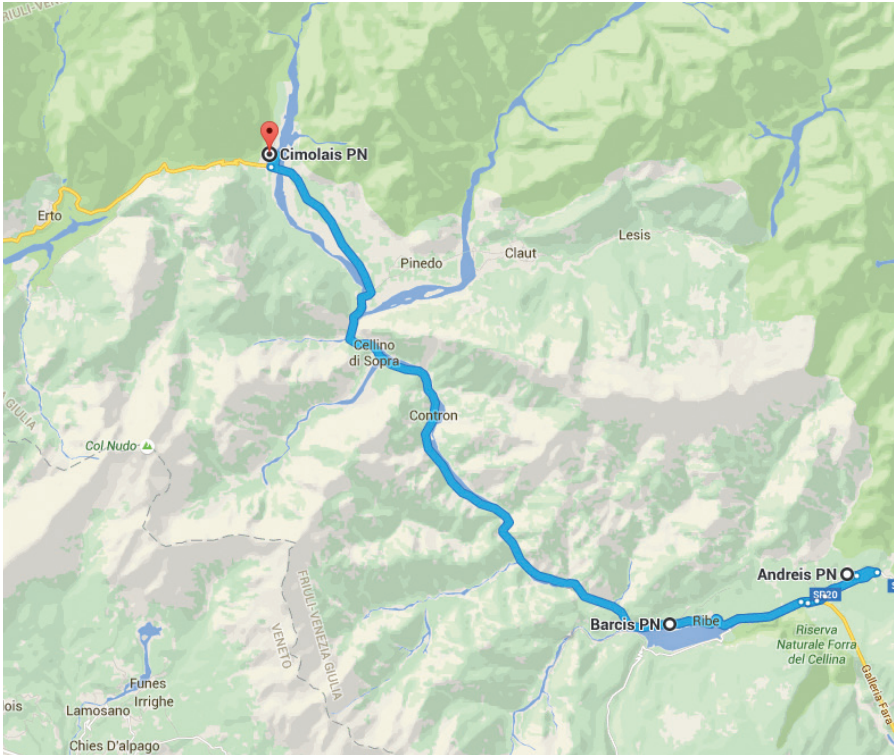 FRIULI
Cimolais PN
Erto
Lesis
Claut
Pinedo
Cellino
di Sopra
Contron
GIULIA
Col Nudo
Andreis PN
SR20
FRIULI-VENEZIA GIULIA
VENETO
Barcis PN
Ribe
Riserva
Naturale Forra
del Cellina
Galleria Fara
Funes
Irrighe
Lamosano
Chies D'alpago